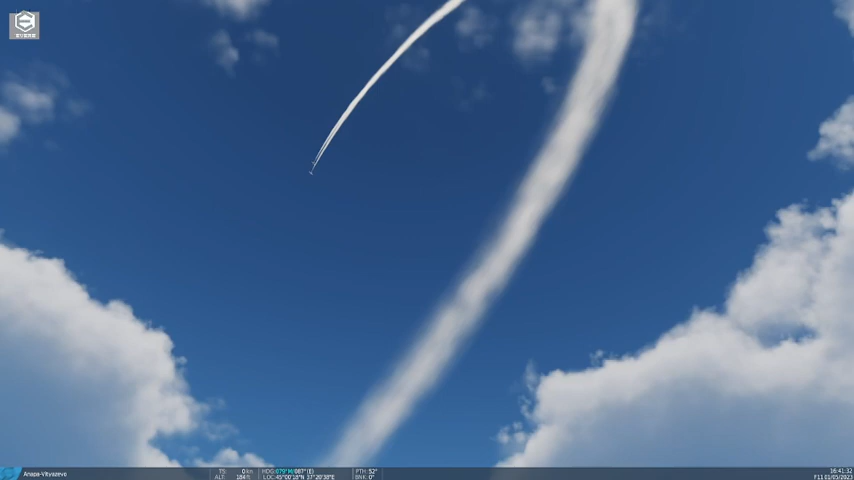 Anapa-Vityazevo
TS: 0 kn
ALT: 184 ft
HDG: 079° M/087° (E)
LOC: 45°00'18"N 37°20'38"E
PTH: 52°
BNK: 0°
16:41:32
F11 01/05/2023